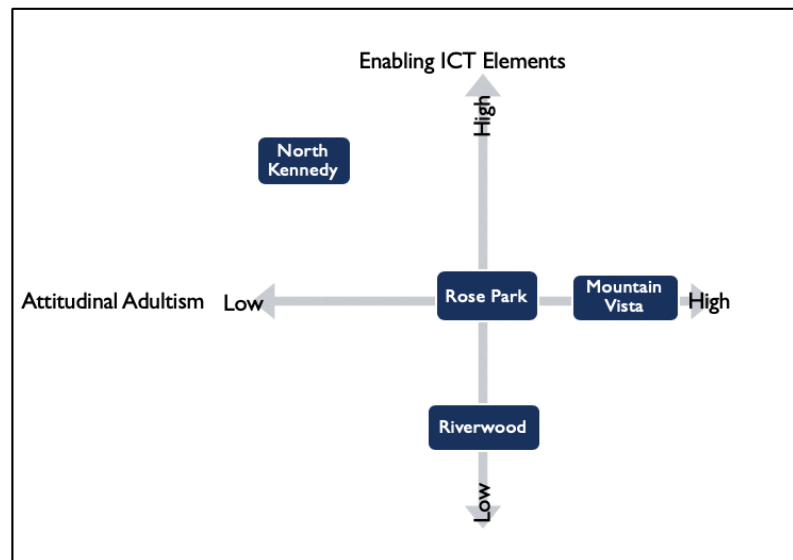 Enabling ICT Elements
High
North
Kennedy
Attitudinal Adultism
Low
Rose Park
Mountain
Vista
High
Riverwood
Low